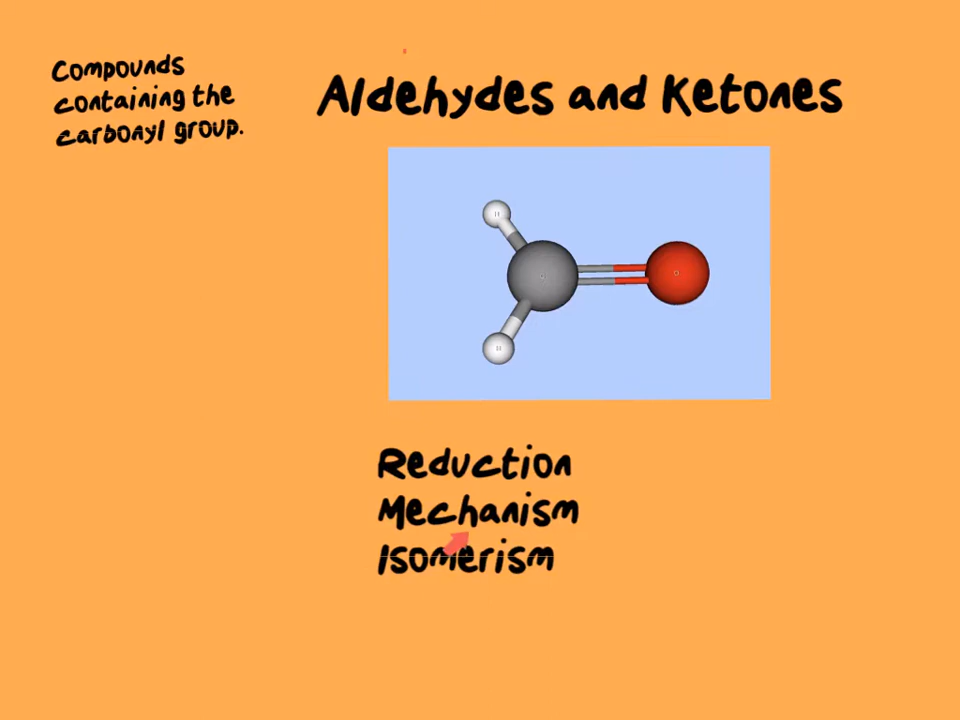 Compounds
containing the
carbonyl group.
Aldehydes and Ketones
H
H
Reduction
Mechanism
Isomerism